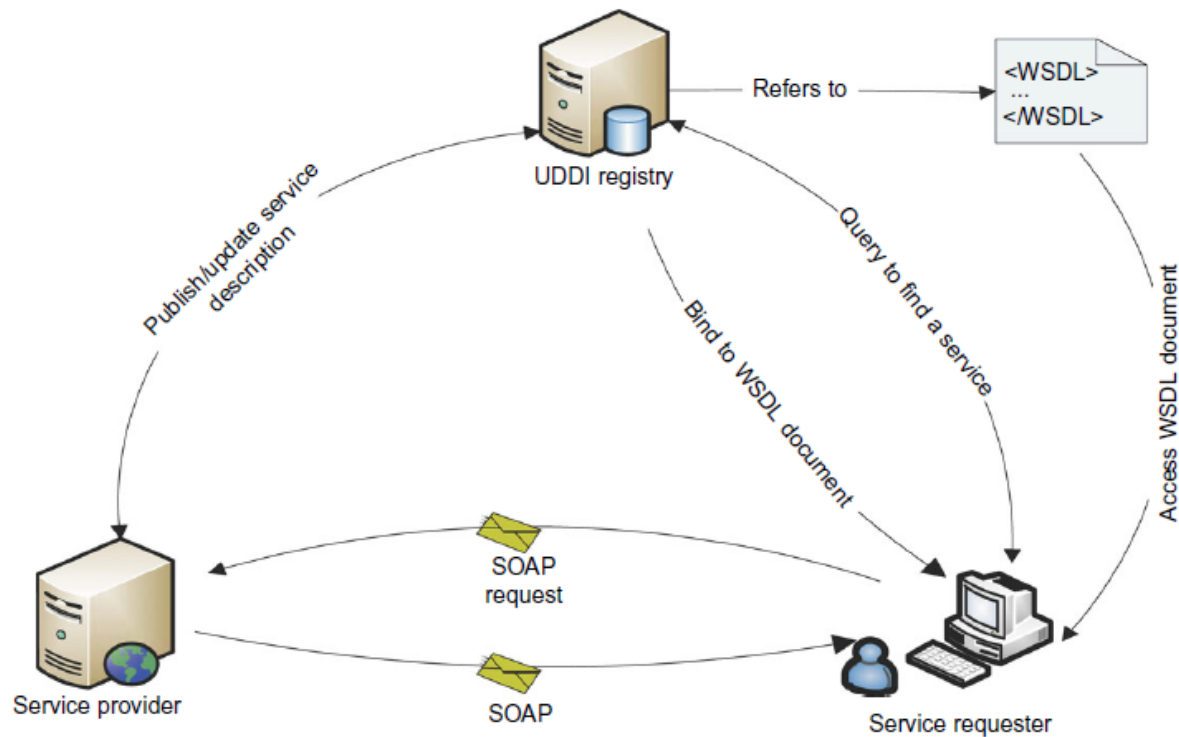 Refers to
<WSDL>
...
</WSDL>
UDDI registry
Publish/update service
description
Query to find a service
Bind to WSDL document
Access WSDL document
SOAP
request
SOAP
Service provider
Service requester